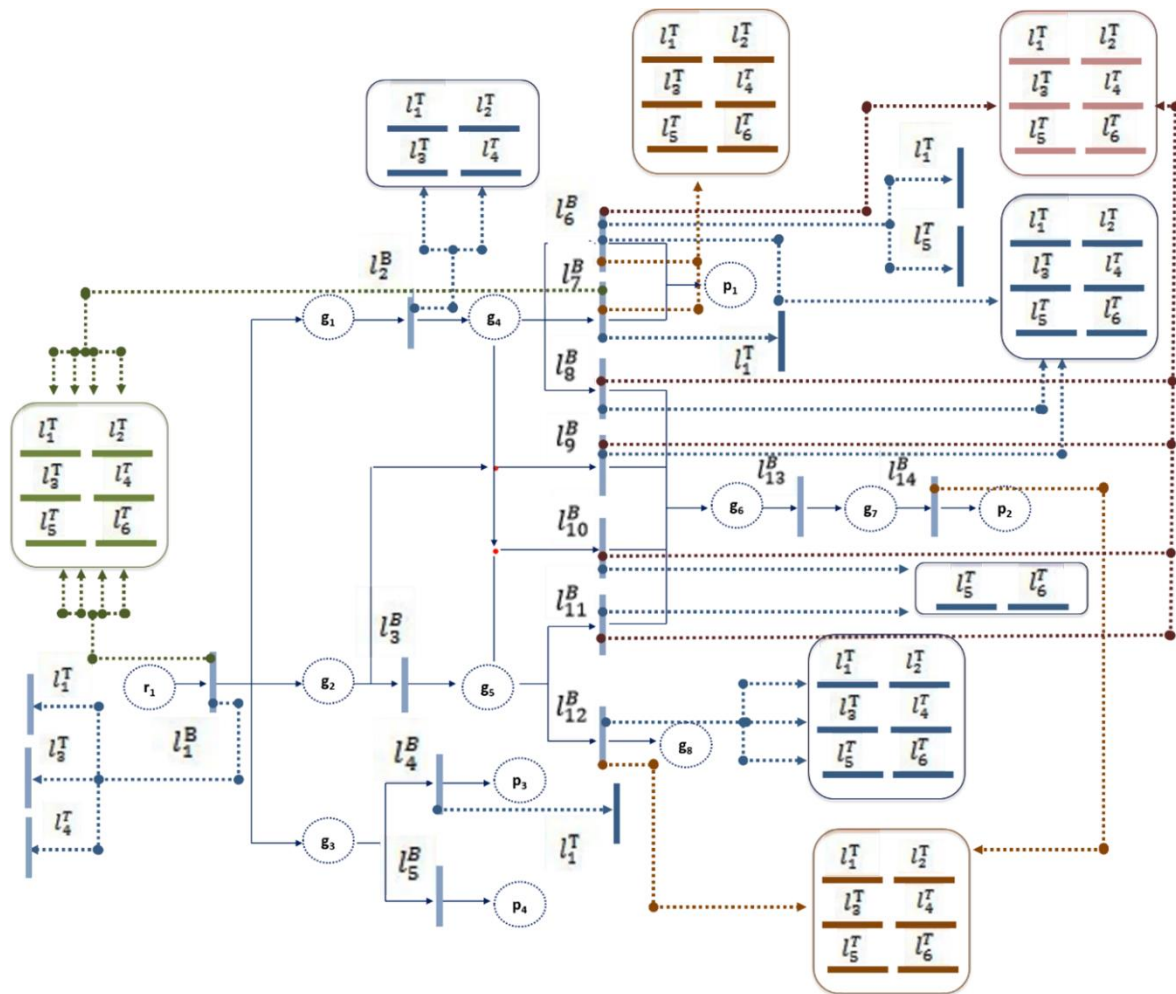 l₁ᵀ l₂ᵀ
l₃ᵀ l₄ᵀ
l₅ᵀ l₆ᵀ
l₁ᵀ l₂ᵀ
l₃ᵀ l₄ᵀ
l₅ᵀ l₆ᵀ
l₁ᵀ l₂ᵀ
l₃ᵀ l₄ᵀ
l₁ᵀ
l₅ᵀ
l₁ᵀ l₂ᵀ
l₃ᵀ l₄ᵀ
l₅ᵀ l₆ᵀ
l₆ᴮ
l₂ᴮ
l₇ᴮ
p₁
g₁
g₄
l₁ᵀ
l₈ᴮ
l₁ᵀ l₂ᵀ
l₃ᵀ l₄ᵀ
l₅ᵀ l₆ᵀ
l₉ᴮ
l₁₃ᴮ
l₁₄ᴮ
g₆
g₇
p₂
l₁₀ᴮ
l₅ᵀ l₆ᵀ
l₁₁ᴮ
l₃ᴮ
l₁ᵀ
l₃ᵀ
l₄ᵀ
r₁
l₁ᴮ
g₂
g₅
l₁₂ᴮ
g₈
l₁ᵀ l₂ᵀ
l₃ᵀ l₄ᵀ
l₅ᵀ l₆ᵀ
l₄ᴮ
p₃
g₃
l₁ᵀ
l₅ᴮ
p₄
l₁ᵀ l₂ᵀ
l₃ᵀ l₄ᵀ
l₅ᵀ l₆ᵀ